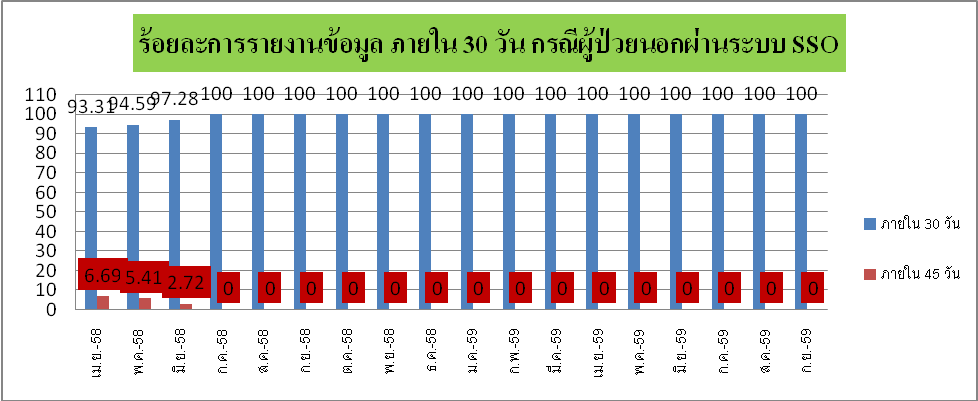 ร้อยละการรายงานข้อมูล ภายใน 30 วัน กรณีผู้ป่วยนอกผ่านระบบ SSO
110
100
90
80
70
60
50
40
30
20
10
0
93.31 94.59 97.28 100 100 100 100 100 100 100 100 100 100 100 100 100 100 100
6.69 5.41 2.72 0 0 0 0 0 0 0 0 0 0 0 0 0 0 0
เม.ย.-58 พ.ค.-58 มิ.ย.-58 ก.ค.-58 ส.ค.-58 ก.ย.-58 ต.ค.-58 พ.ย.-58 ธ.ค.-58 ม.ค.-59 ก.พ.-59 มี.ค.-59 เม.ย.-59 พ.ค.-59 มิ.ย.-59 ก.ค.-59 ส.ค.-59 ก.ย.-59
ภายใน 30 วัน
ภายใน 45 วัน